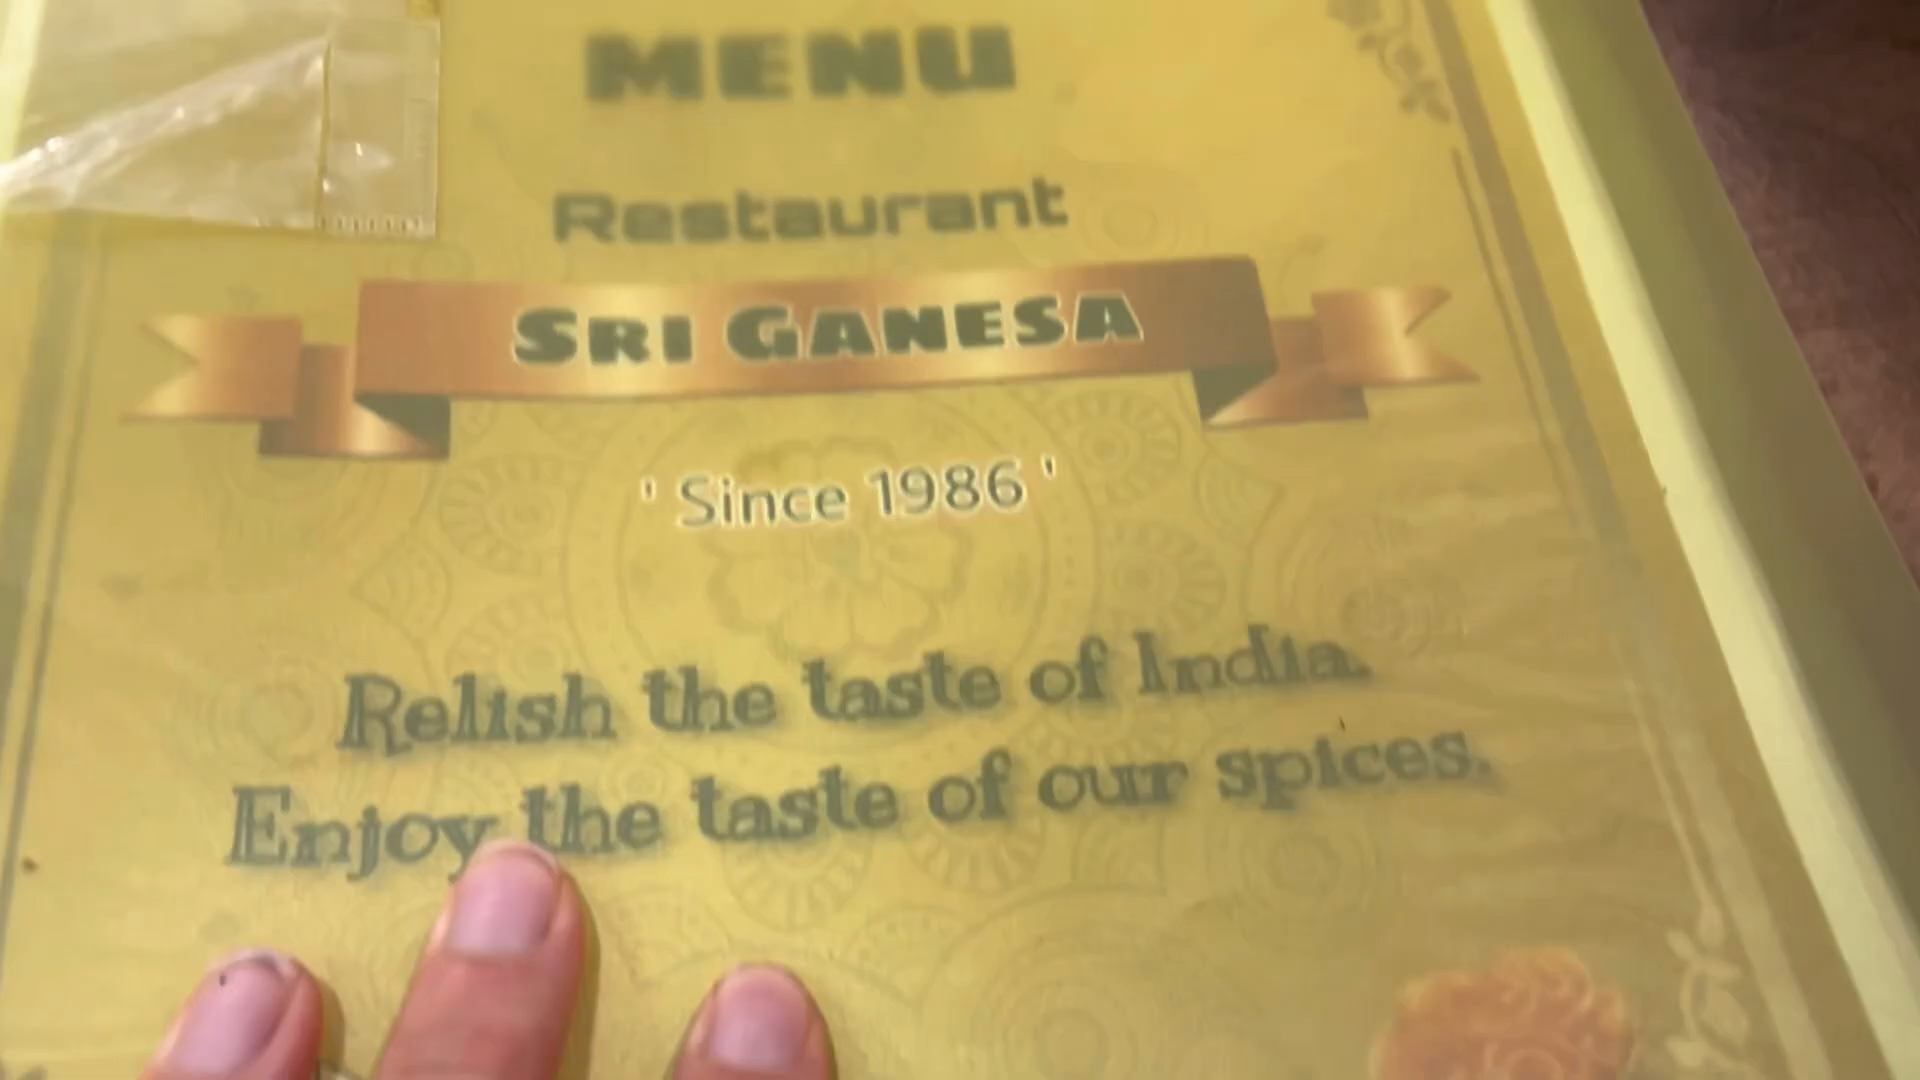 MENU
Restaurant
SRI GANESA
' Since 1986 '
Relish the taste of India.
Enjoy the taste of our spices.